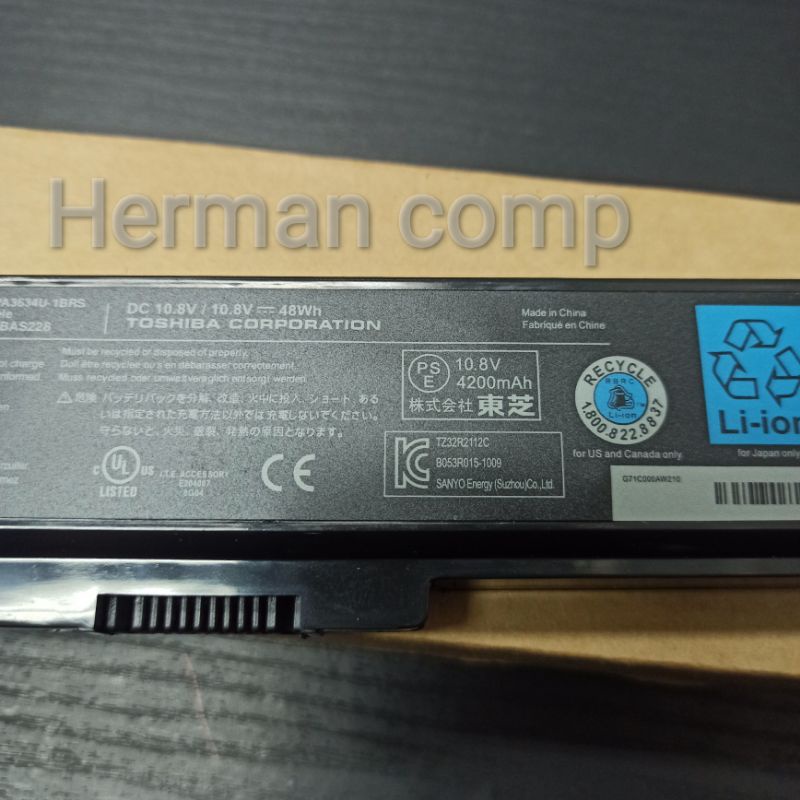 Herman comp
PA3634U-1BRS
DC 10.8V / 10.8V ⎓ 48Wh
BAS228
TOSHIBA CORPORATION
Made in China
Fabriqué en Chine
Must be recycled or disposed of properly.
Doit être recyclée ou s'en débarasser correctement.
Muss recyclet oder umweltverträglich entsorgt werden.
危険 バッテリパックを分解、改造、火中に投入、ショート、ある
いは指定された充電方法以外では充電しないでください。
守らないと、火災、破裂、発熱の原因になります。
PS
E
10.8V
4200mAh
株式会社 東芝
RECYCLE
RBRC
Li-ion
1.800.822.8837
for US and Canada only.
Li-ion
for Japan only
UL
LISTED
I.T.E. ACCESSORY
E204067
CE
TZ32R2112C
B053R015-1009
SANYO Energy (Suzhou)Co., Ltd.
G71C000AW210